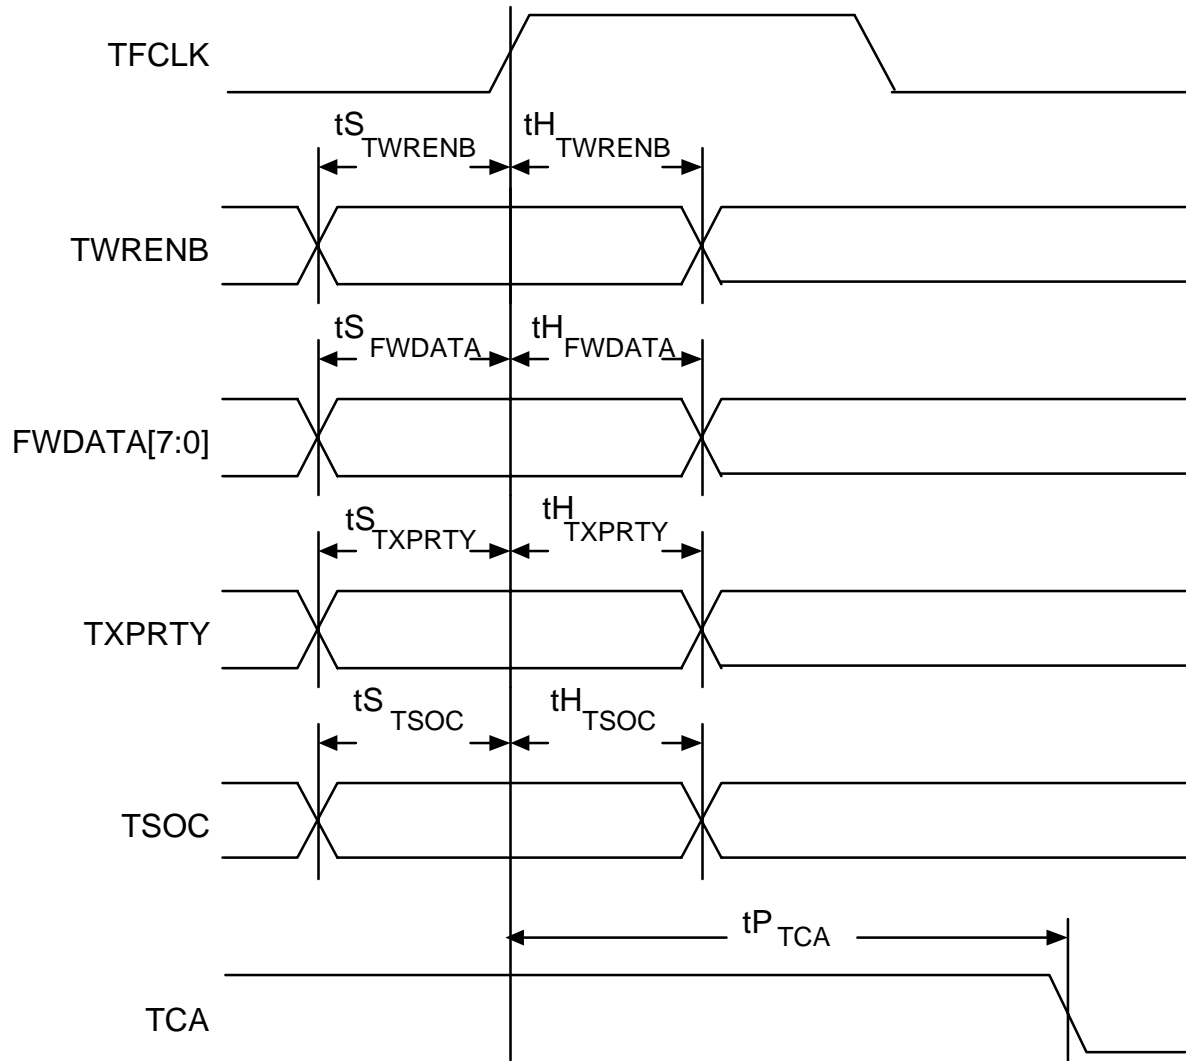 TFCLK
tS TWRENB tH TWRENB
TWRENB
tS FWDATA tH FWDATA
FWDATA[7:0]
tS TXPRTY tH TXPRTY
TXPRTY
tS TSOC tH TSOC
TSOC
tP TCA
TCA